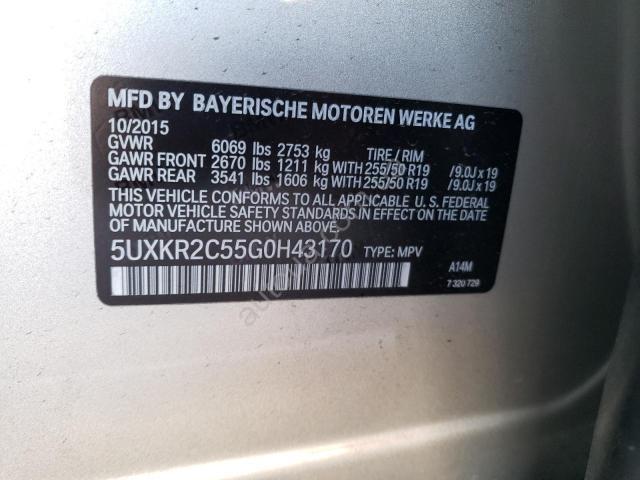 MFD BY BAYERISCHE MOTOREN WERKE AG
10/2015
GVWR 6069 lbs 2753 kg TIRE / RIM
GAWR FRONT 2670 lbs 1211 kg WITH 255/50 R19 /9.0J x 19
GAWR REAR 3541 lbs 1606 kg WITH 255/50 R19 /9.0J x 19
THIS VEHICLE CONFORMS TO ALL APPLICABLE U. S. FEDERAL
MOTOR VEHICLE SAFETY STANDARDS IN EFFECT ON THE DATE
OF MANUFACTURE SHOWN ABOVE.
5UXKR2C55G0H43170 TYPE: MPV
A14M
7 320 729